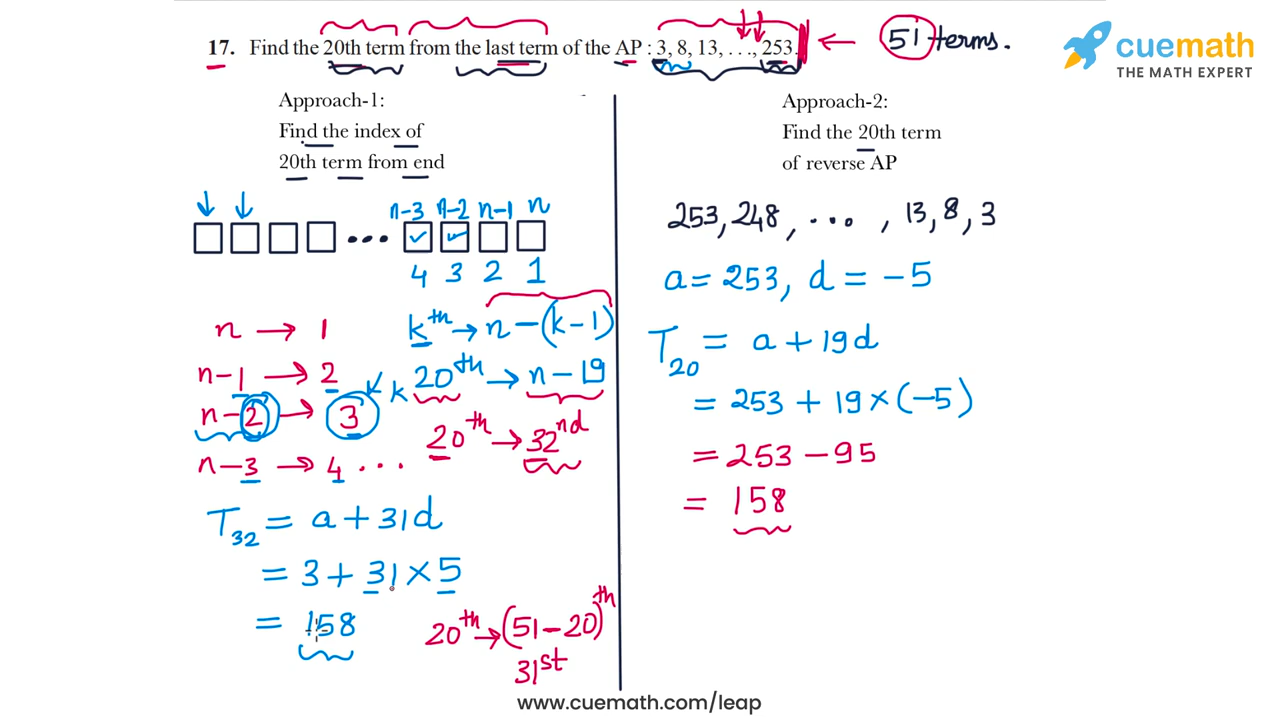 17. Find the 20th term from the last term of the AP : 3, 8, 13, . . ., 253.
← 51 terms.
cuemath
THE MATH EXPERT
Approach-1:
Find the index of
20th term from end
n-3 n-2 n-1 n
...
4 3 2 1
n → 1
n-1 → 2
n-2 → 3
n-3 → 4 ...
kth → n-(k-1)
k 20th → n-19
20th → 32nd
T32 = a+31d
= 3+31×5
= 158
20th → (51-20)th
31st
Approach-2:
Find the 20th term
of reverse AP
253, 248, ..., 13, 8, 3
a=253, d=-5
T20 = a+19d
= 253+19×(-5)
= 253-95
= 158
www.cuemath.com/leap